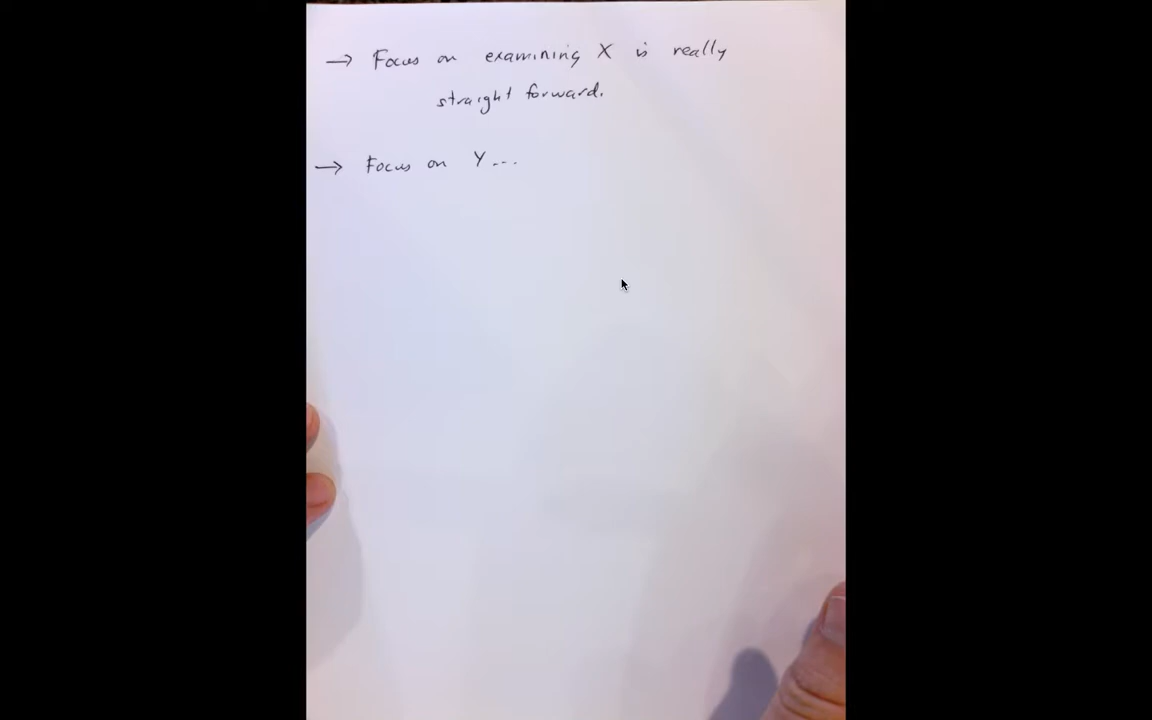 → Focus on examining X is really
straight forward.
→ Focus on Y...